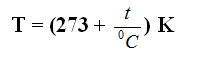 T = (273 + t/⁰C) K